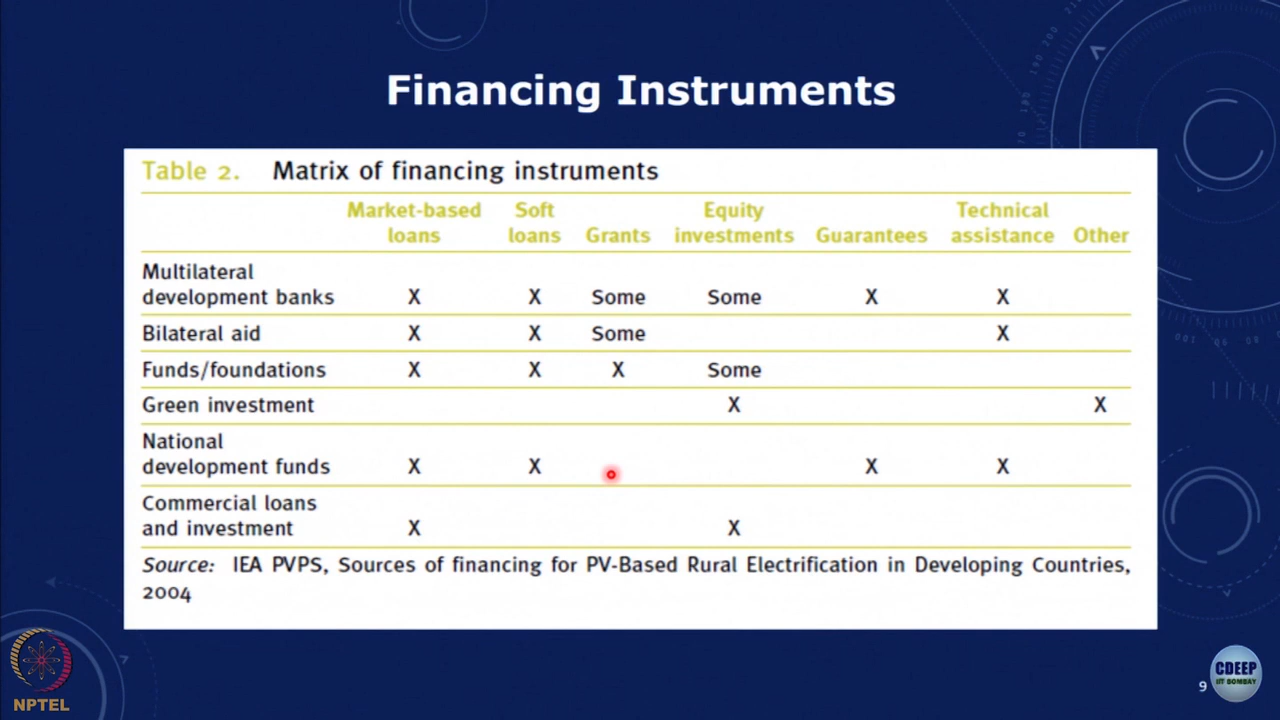 Financing Instruments
Table 2. Matrix of financing instruments
Market-based loans Soft loans Grants Equity investments Guarantees Technical assistance Other
Multilateral development banks X X Some Some X X
Bilateral aid X X Some X
Funds/foundations X X X Some
Green investment X X
National development funds X X X X
Commercial loans and investment X X
Source: IEA PVPS, Sources of financing for PV-Based Rural Electrification in Developing Countries,
2004
NPTEL
9
CDEEP
IIT BOMBAY